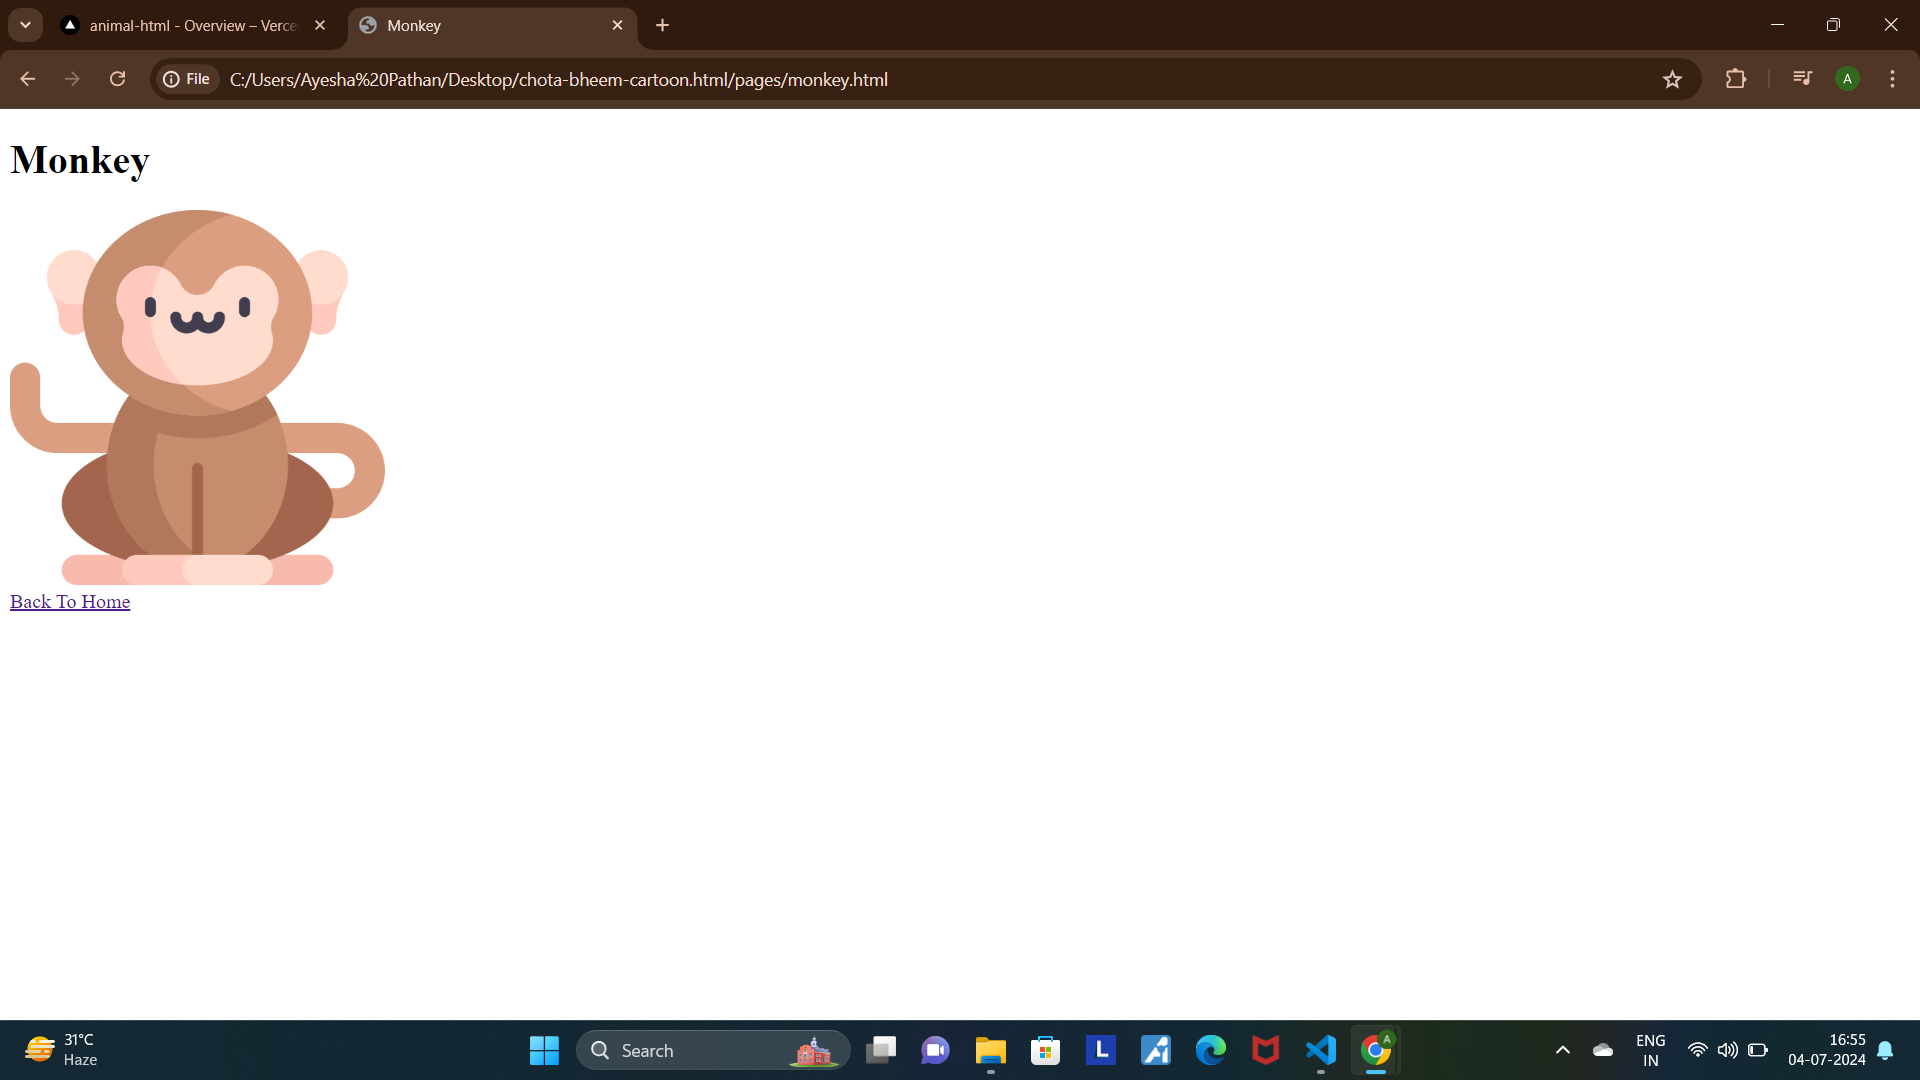 animal-html - Overview – Verce
Monkey
File
C:/Users/Ayesha%20Pathan/Desktop/chota-bheem-cartoon.html/pages/monkey.html
A
Monkey
Back To Home
31°C
Haze
Search
L
A
ENG
IN
16:55
04-07-2024